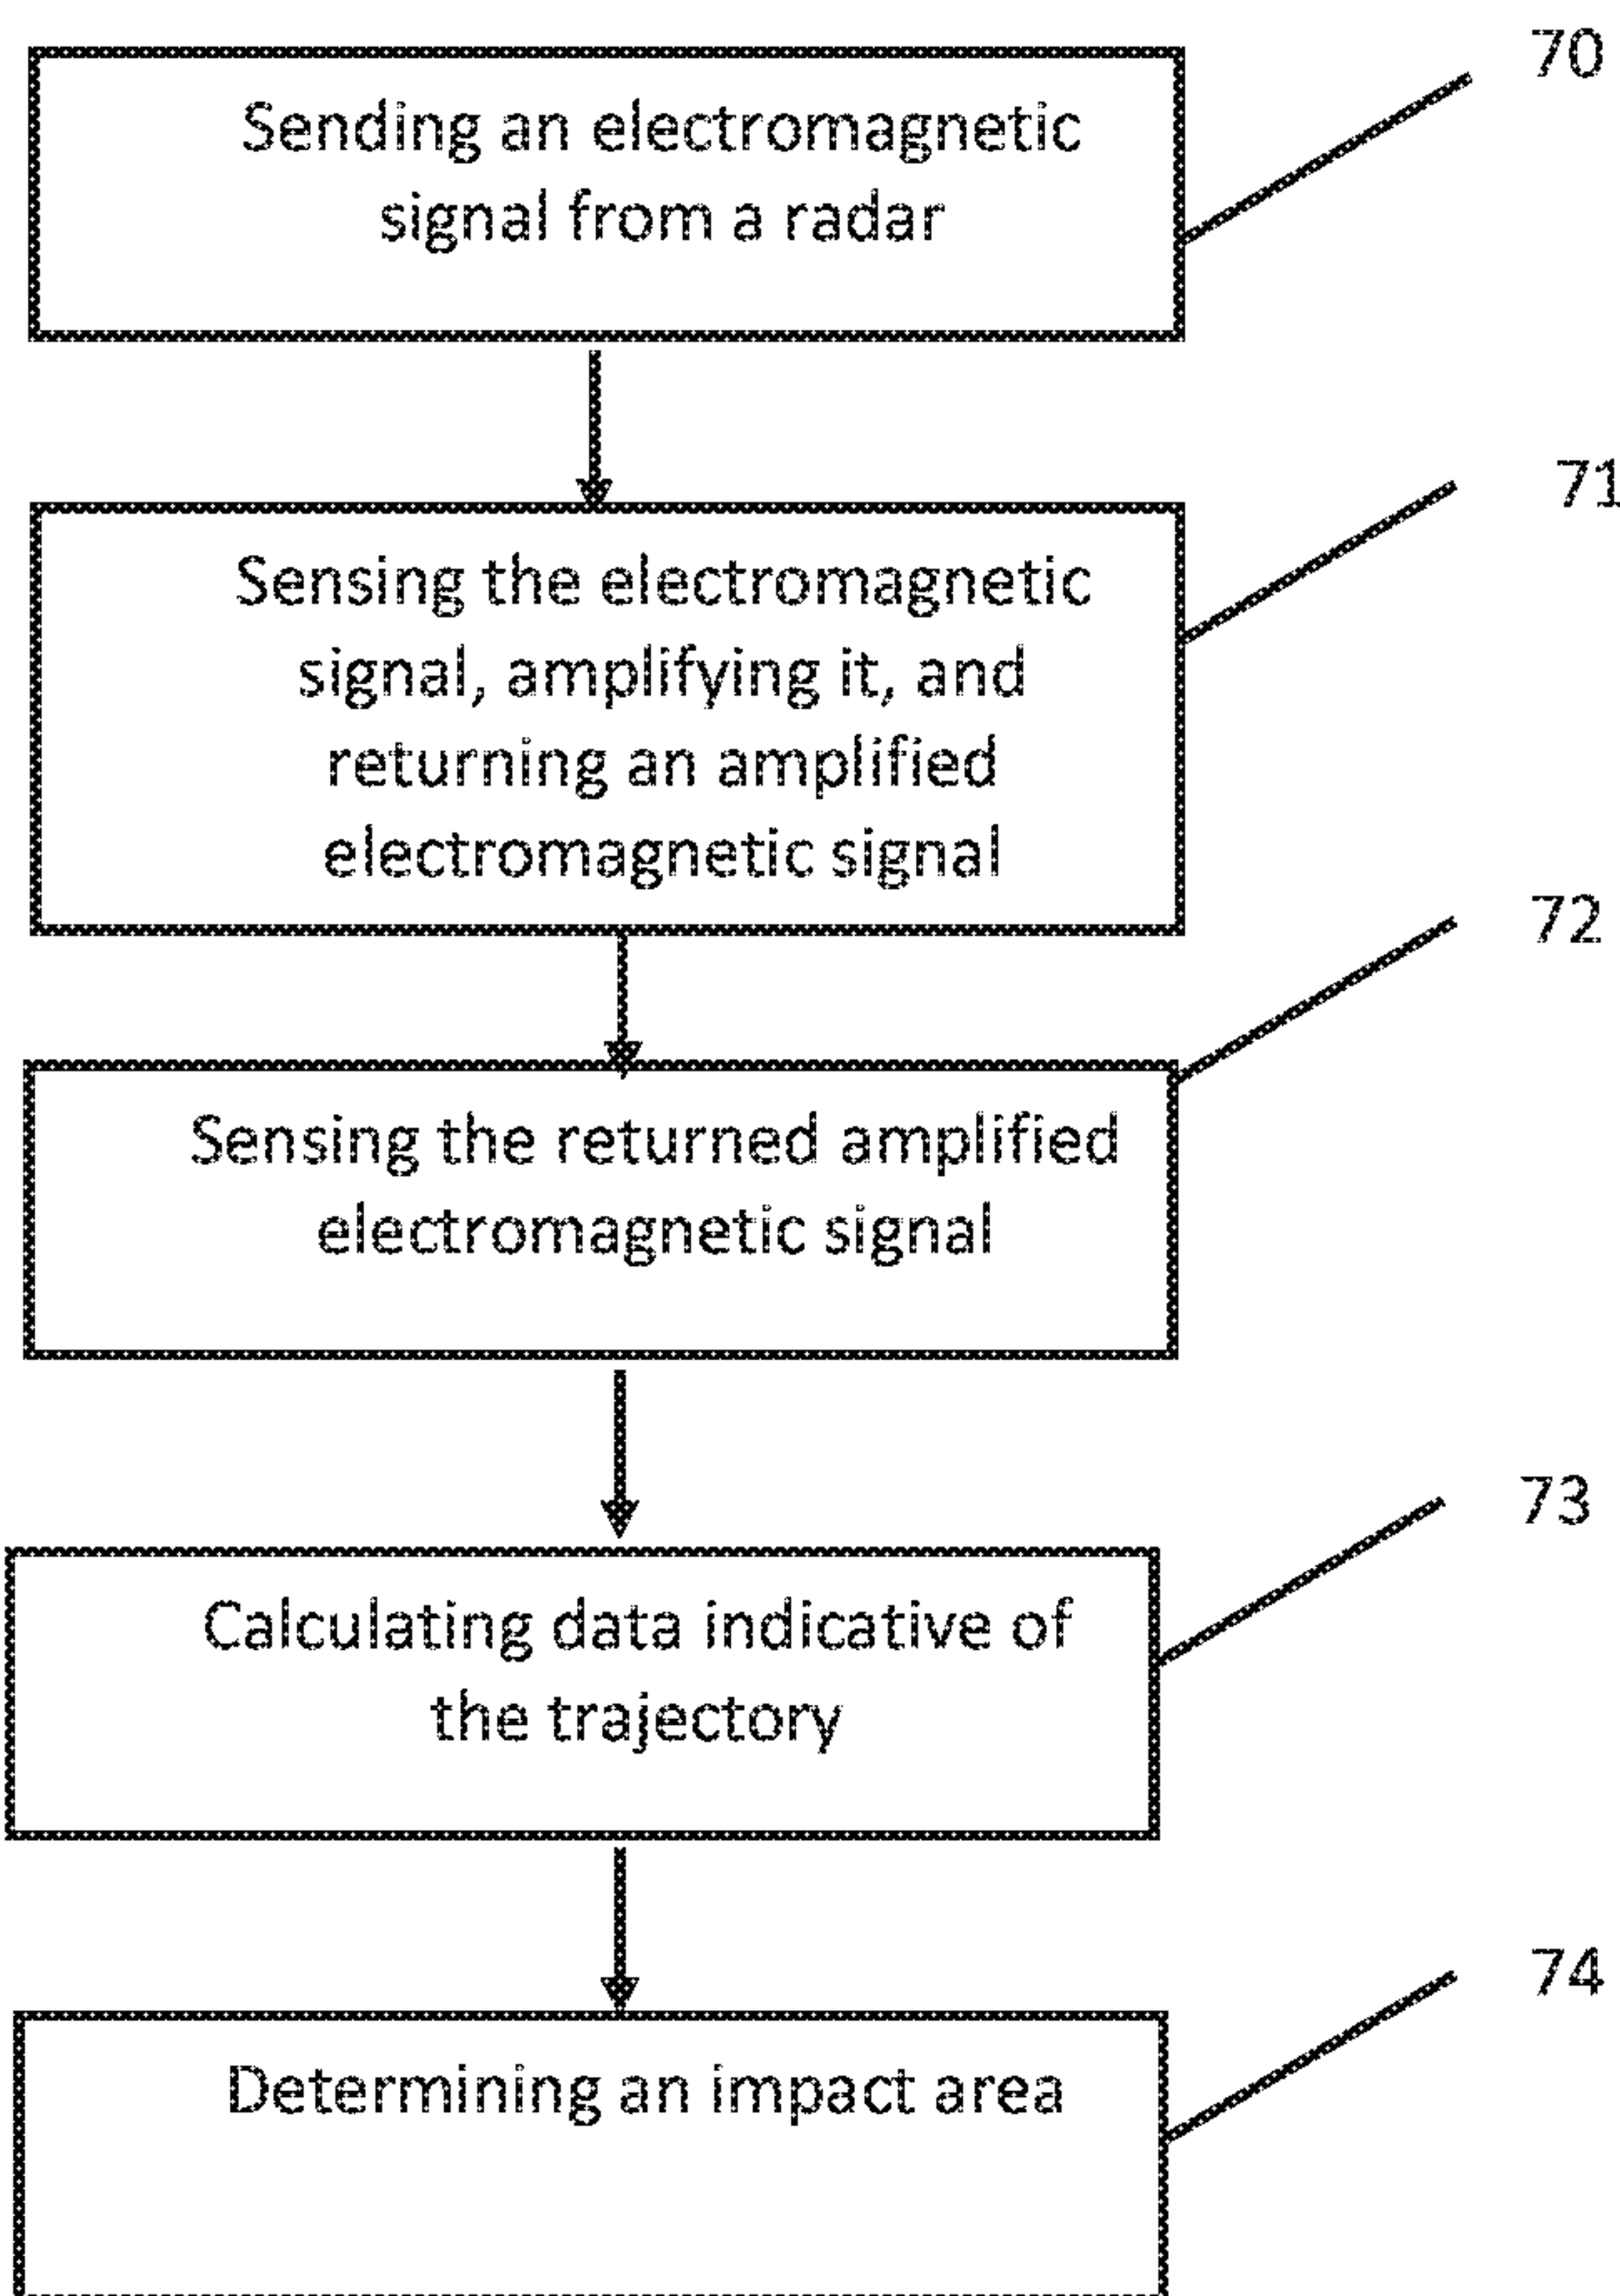 70
Sending an electromagnetic
signal from a radar
71
Sensing the electromagnetic
signal, amplifying it, and
returning an amplified
electromagnetic signal
72
Sensing the returned amplified
electromagnetic signal
73
Calculating data indicative of
the trajectory
74
Determining an impact area